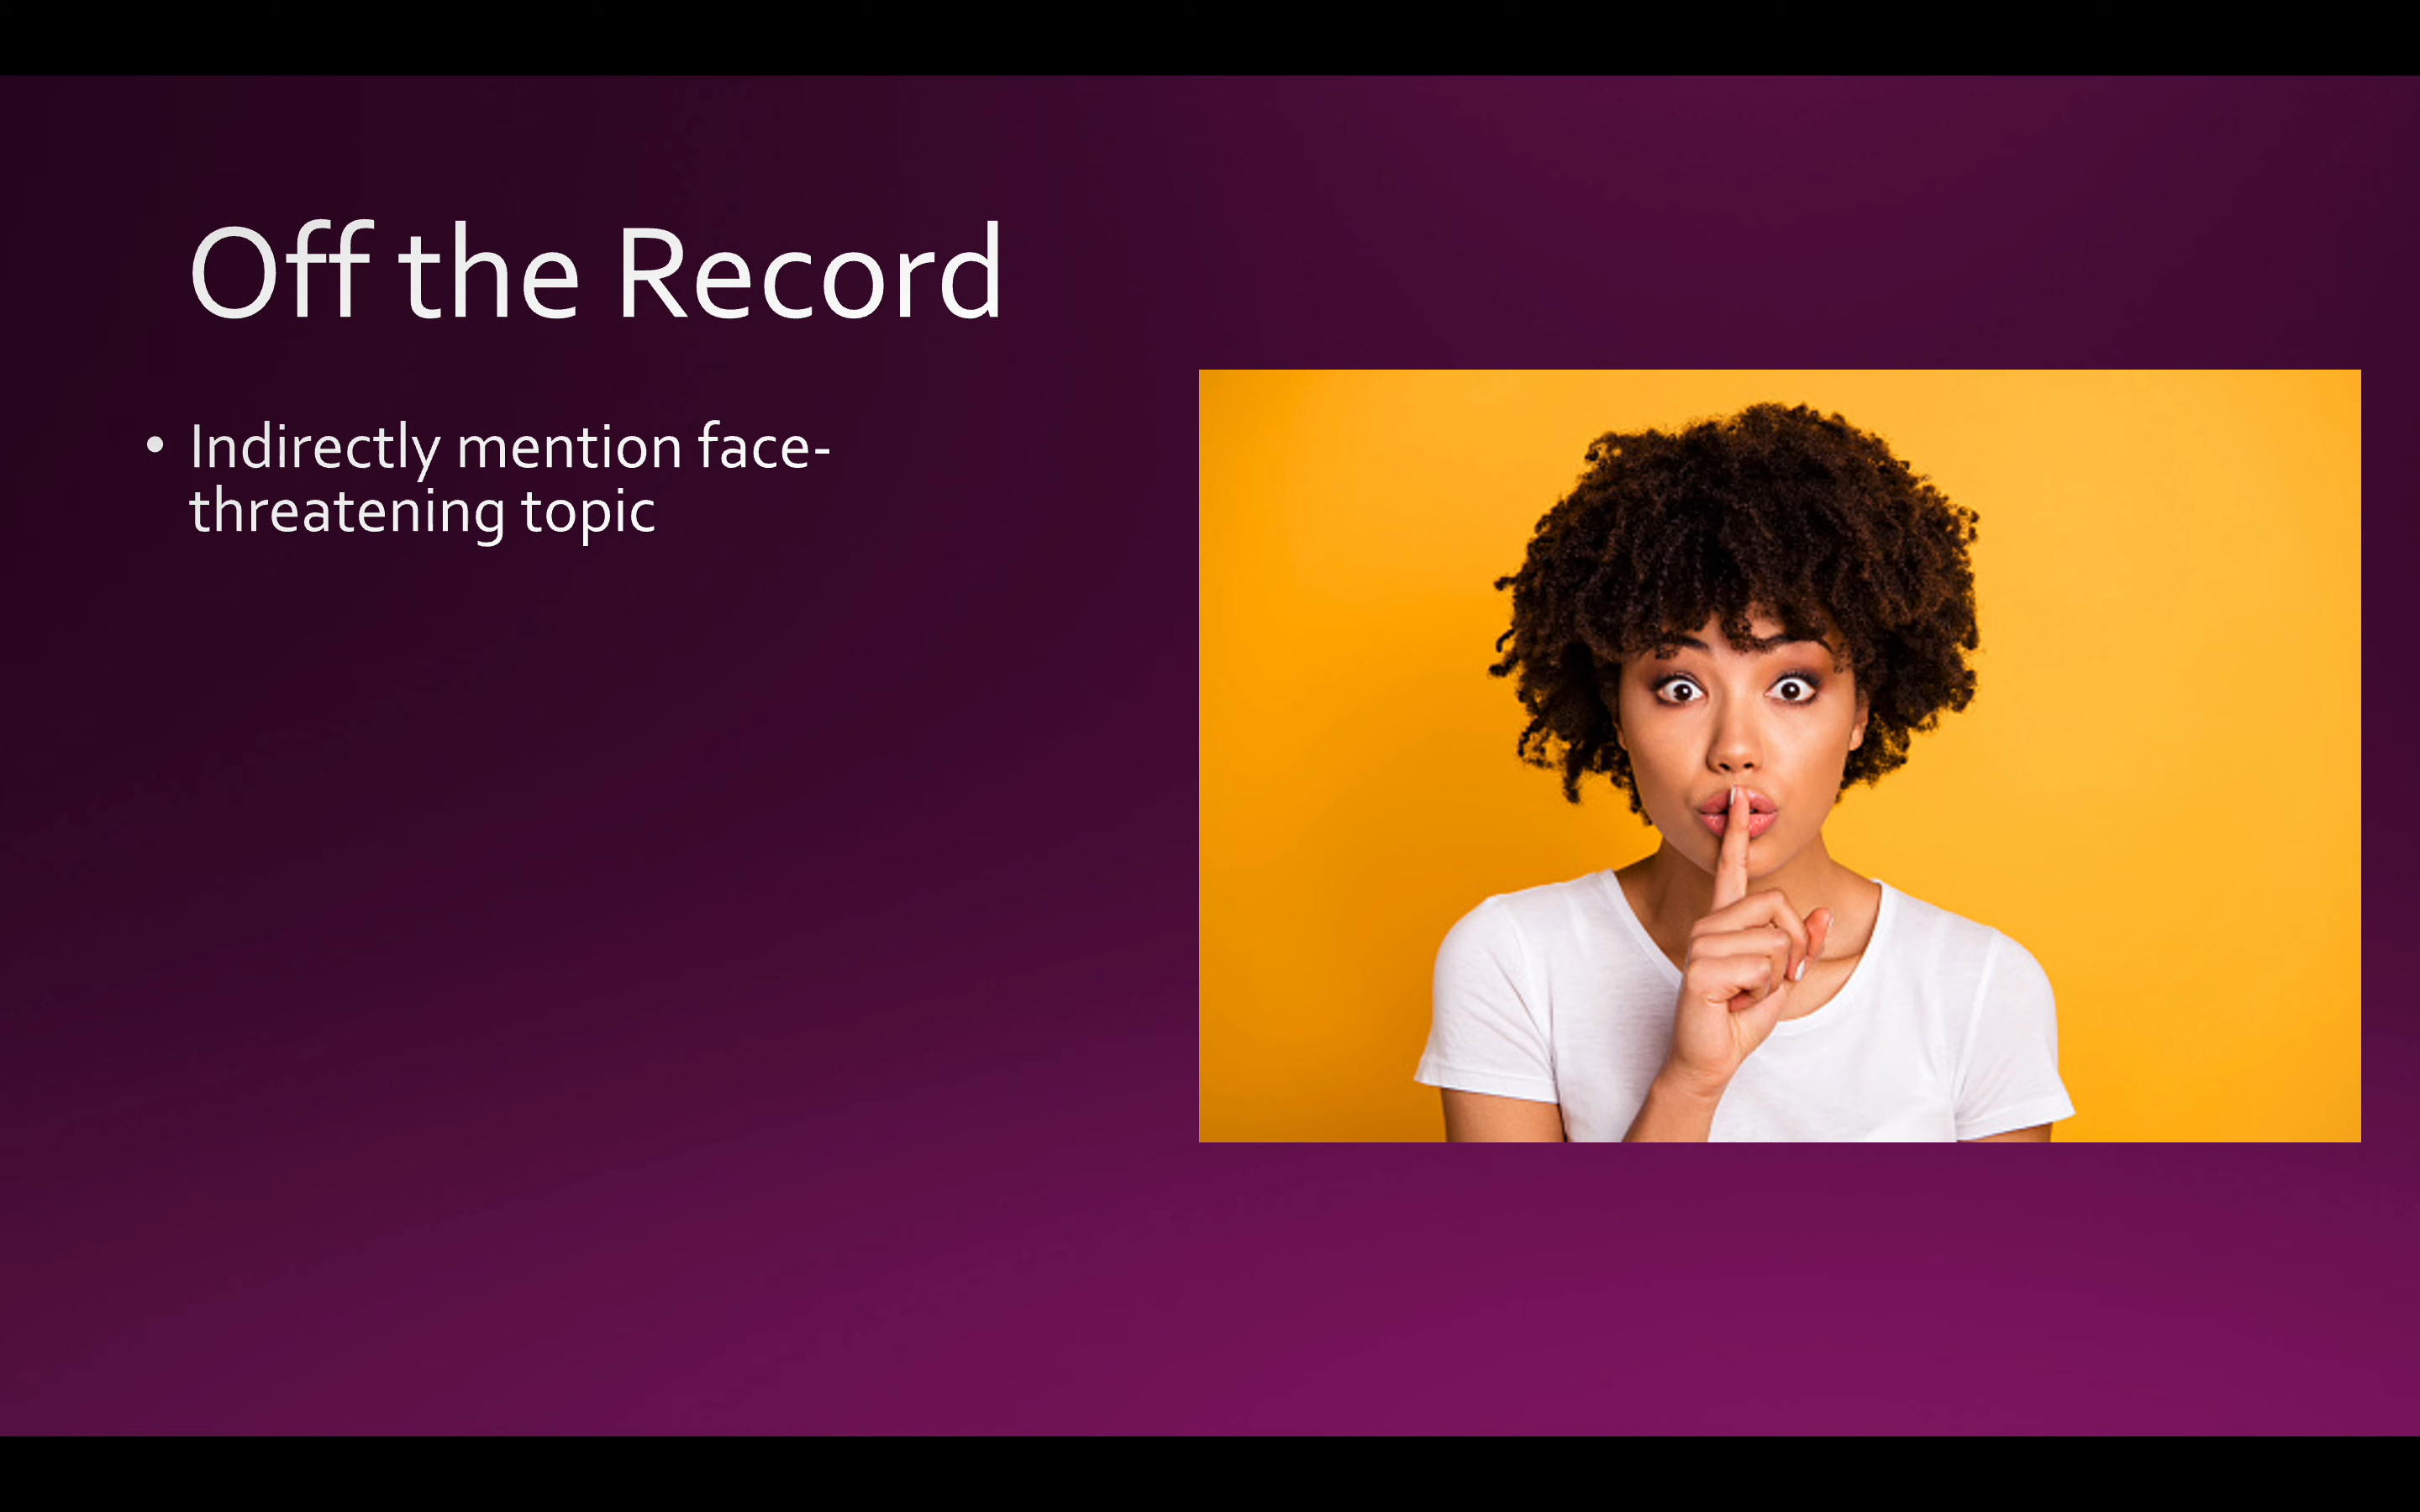 Off the Record
• Indirectly mention face-
threatening topic